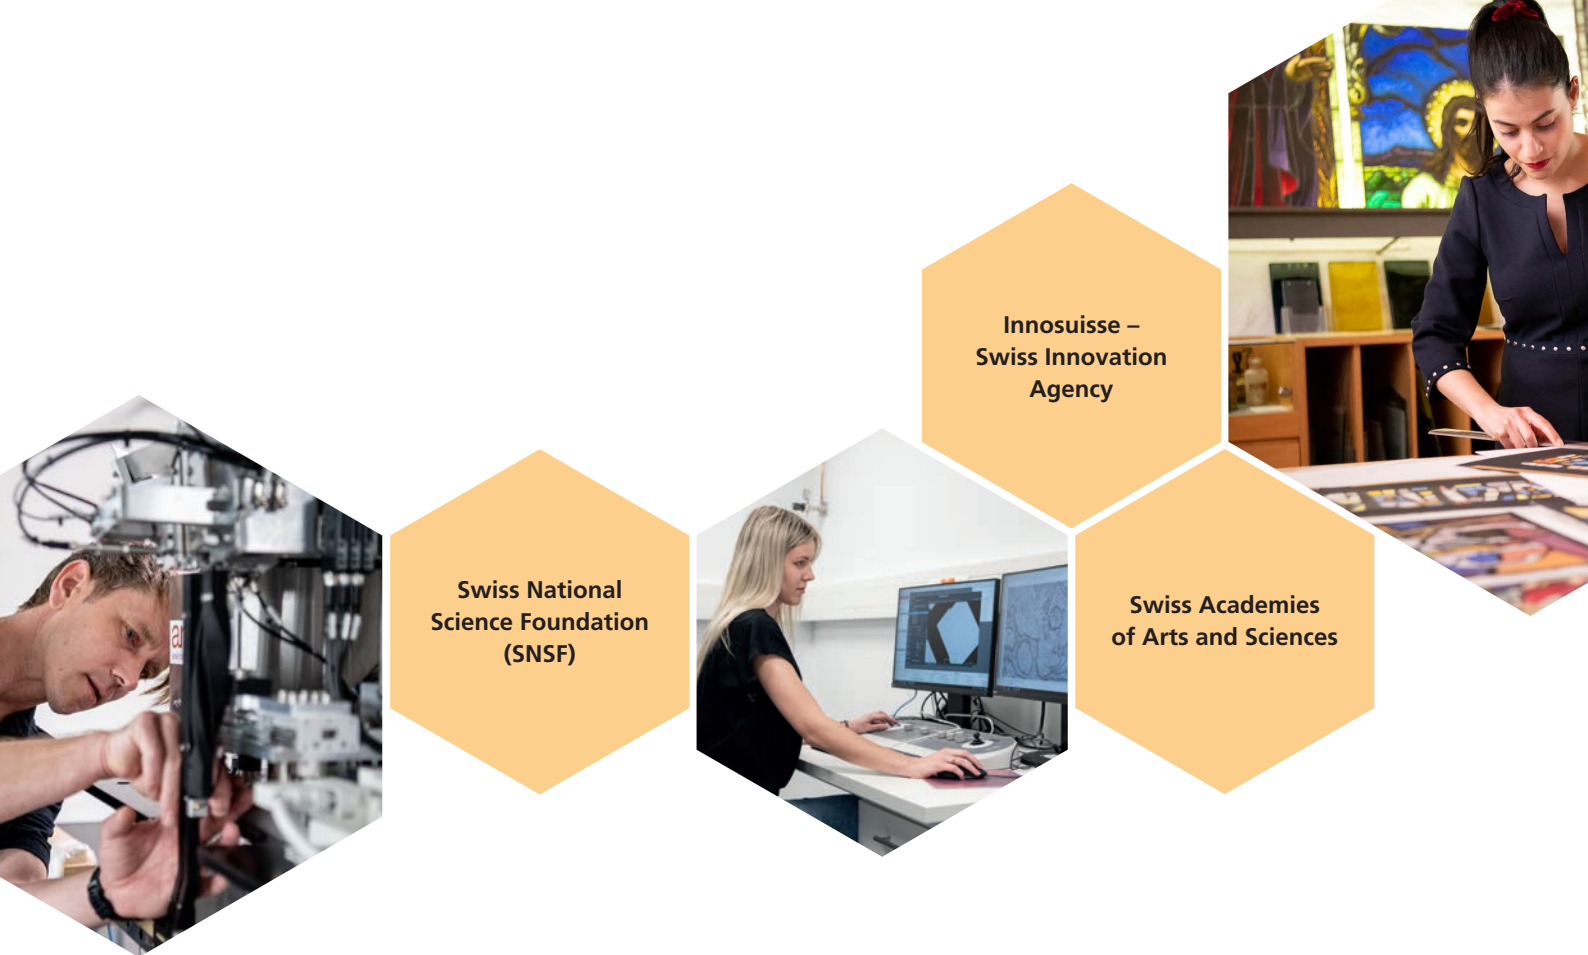 Innosuisse –
Swiss Innovation
Agency
Swiss National
Science Foundation
(SNSF)
Swiss Academies
of Arts and Sciences